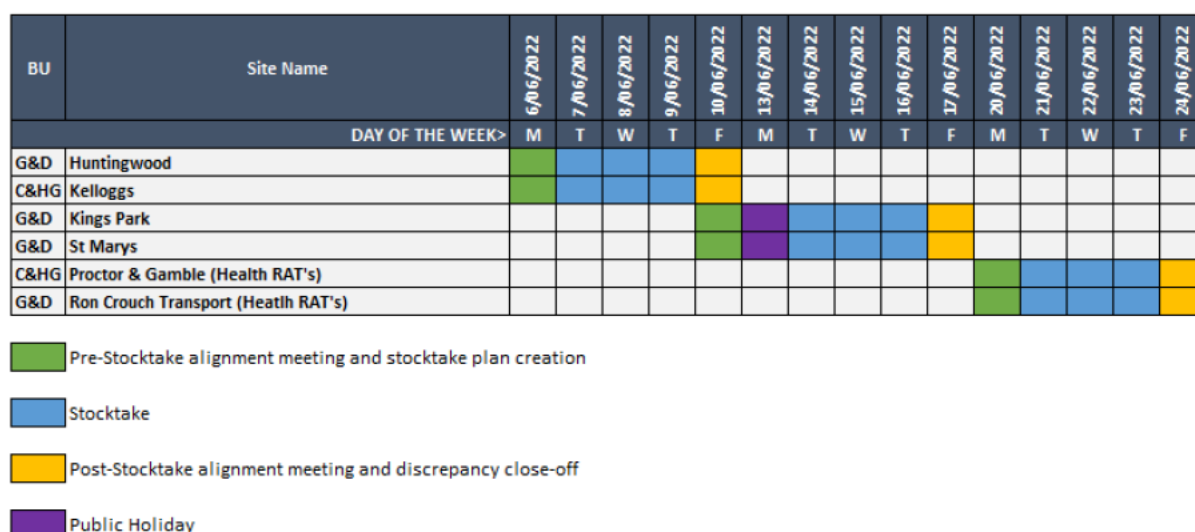 BU Site Name 6/06/2022 7/06/2022 8/06/2022 9/06/2022 10/06/2022 13/06/2022 14/06/2022 15/06/2022 16/06/2022 17/06/2022 20/06/2022 21/06/2022 22/06/2022 23/06/2022 24/06/2022
DAY OF THE WEEK> M T W T F M T W T F M T W T F
G&D Huntingwood
C&HG Kelloggs
G&D Kings Park
G&D St Marys
C&HG Proctor & Gamble (Health RAT's)
G&D Ron Crouch Transport (Heatlh RAT's)
Pre-Stocktake alignment meeting and stocktake plan creation
Stocktake
Post-Stocktake alignment meeting and discrepancy close-off
Public Holiday